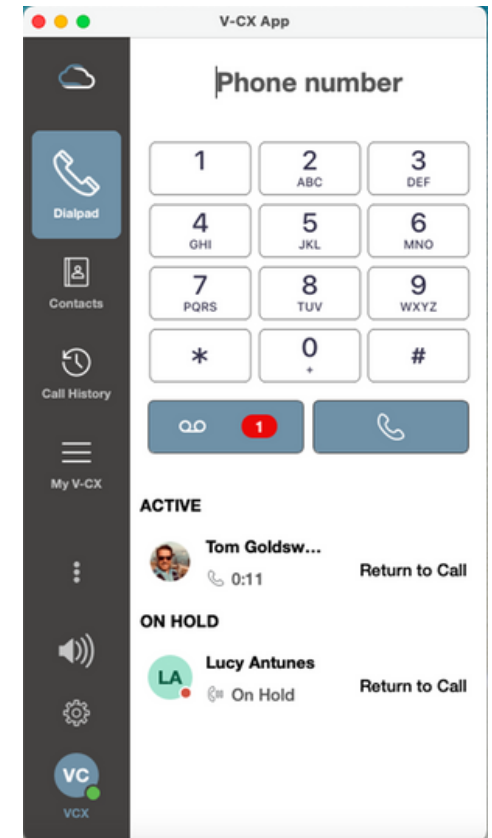 V-CX App
Phone number
1 2 3
ABC DEF
4 5 6
GHI JKL MNO
7 8 9
PQRS TUV WXYZ
* 0 #
+
1
Dialpad
Contacts
Call History
My V-CX
VC
VCX
ACTIVE
Tom Goldsw...
0:11
Return to Call
ON HOLD
LA
Lucy Antunes
On Hold
Return to Call